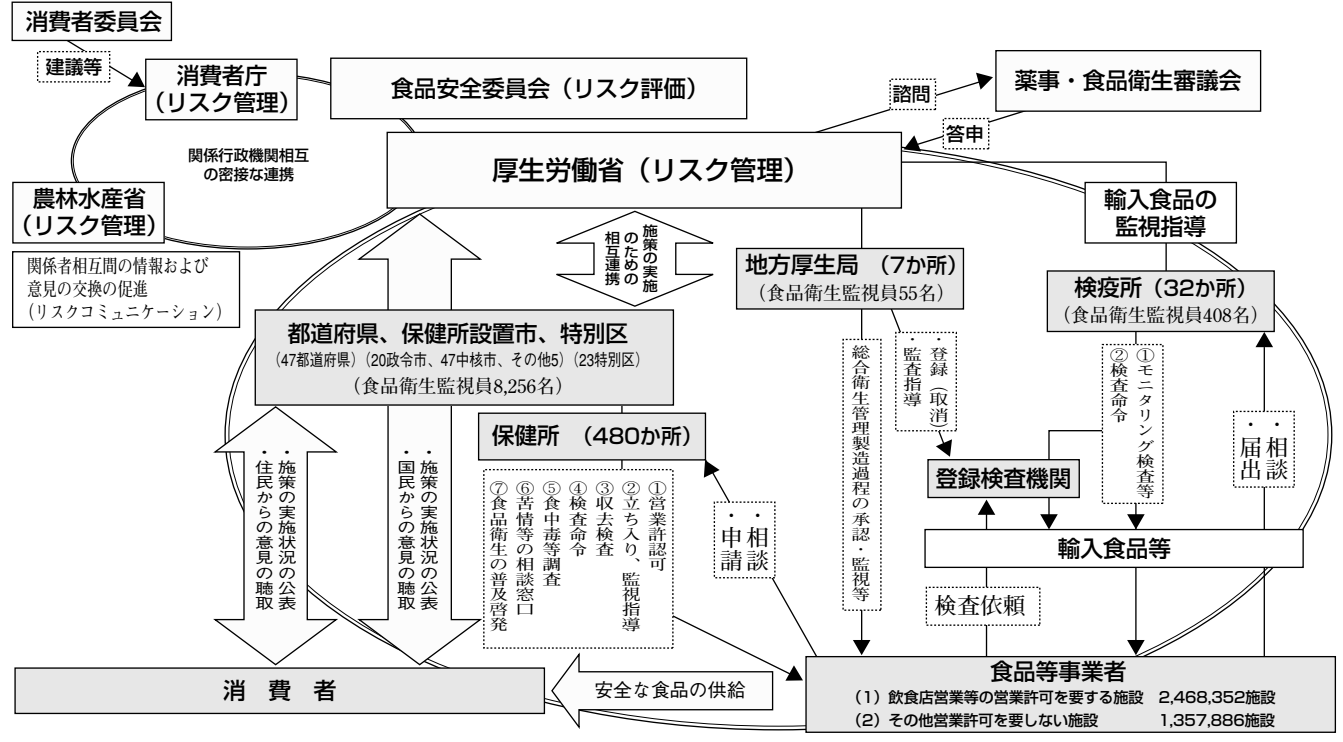 消費者委員会
建議等
消費者庁
（リスク管理）
食品安全委員会（リスク評価）
諮問
薬事・食品衛生審議会
答申
関係行政機関相互
の密接な連携
厚生労働省（リスク管理）
農林水産省
（リスク管理）
輸入食品の
監視指導
関係者相互間の情報および
意見の交換の促進
（リスクコミュニケーション）
施策の実施
のための
相互連携
地方厚生局　（7か所）
（食品衛生監視員55名）
検疫所（32か所）
（食品衛生監視員408名）
都道府県、保健所設置市、特別区
（47都道府県）（20政令市、47中核市、その他5）（23特別区）
（食品衛生監視員8,256名）
保健所　（480か所）
・施策の実施状況の公表
・住民からの意見の聴取
・施策の実施状況の公表
・国民からの意見の聴取
①営業許認可
②立ち入り、監視指導
③収去検査
④検査命令
⑤食中毒等調査
⑥苦情等の相談窓口
⑦食品衛生の普及啓発
・相談
・申請
総合衛生管理製造過程の承認・監視等
・登録（取消）
・監査指導
①モニタリング検査等
②検査命令
・相談
・届出
登録検査機関
輸入食品等
検査依頼
消　費　者
安全な食品の供給
食品等事業者
（1）飲食店営業等の営業許可を要する施設　2,468,352施設
（2）その他営業許可を要しない施設　1,357,886施設